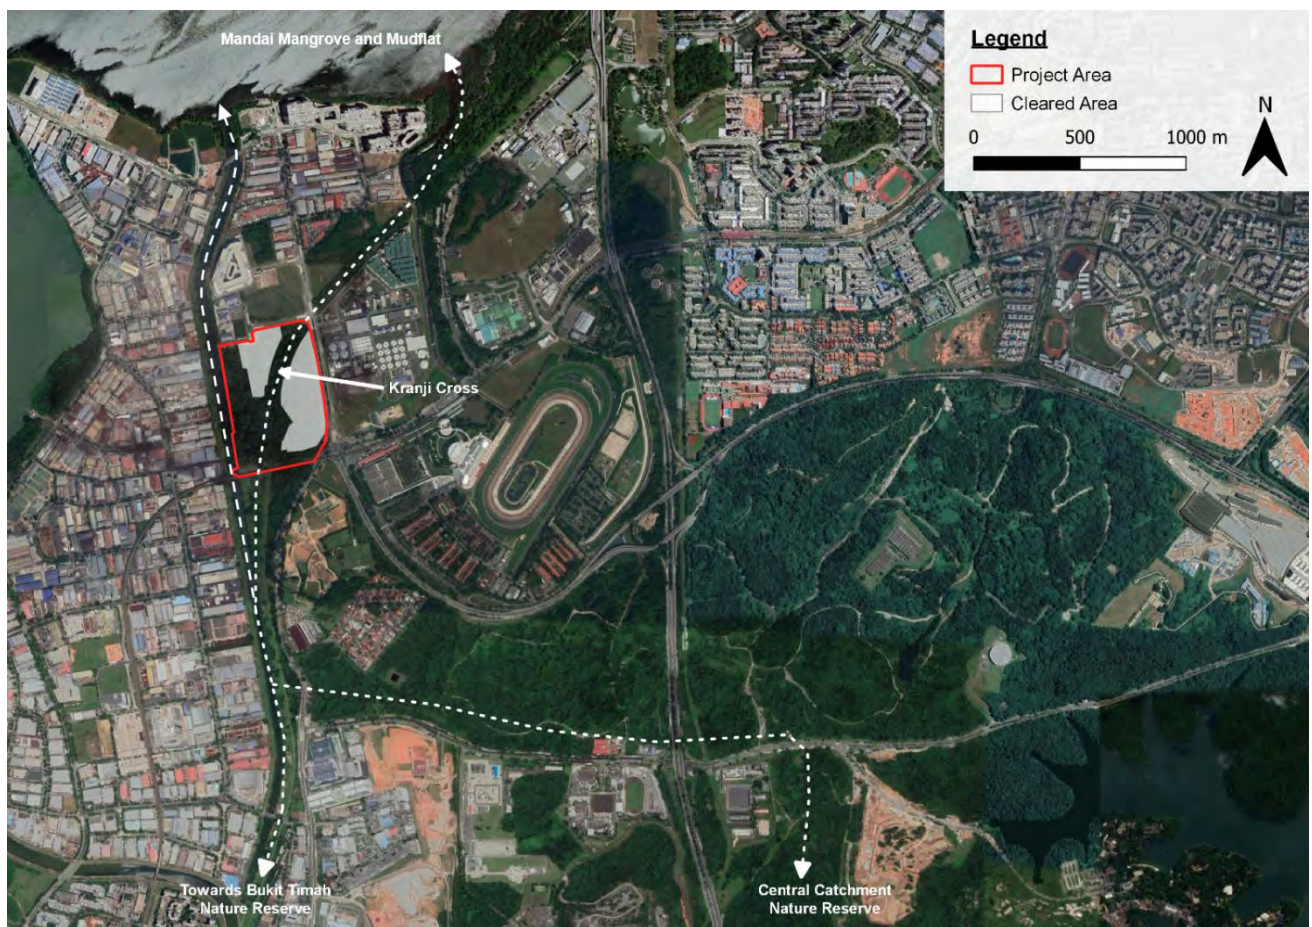 Mandai Mangrove and Mudflat
Legend
Project Area
Cleared Area
N
0 500 1000 m
Kranji Cross
Towards Bukit Timah
Nature Reserve
Central Catchment
Nature Reserve